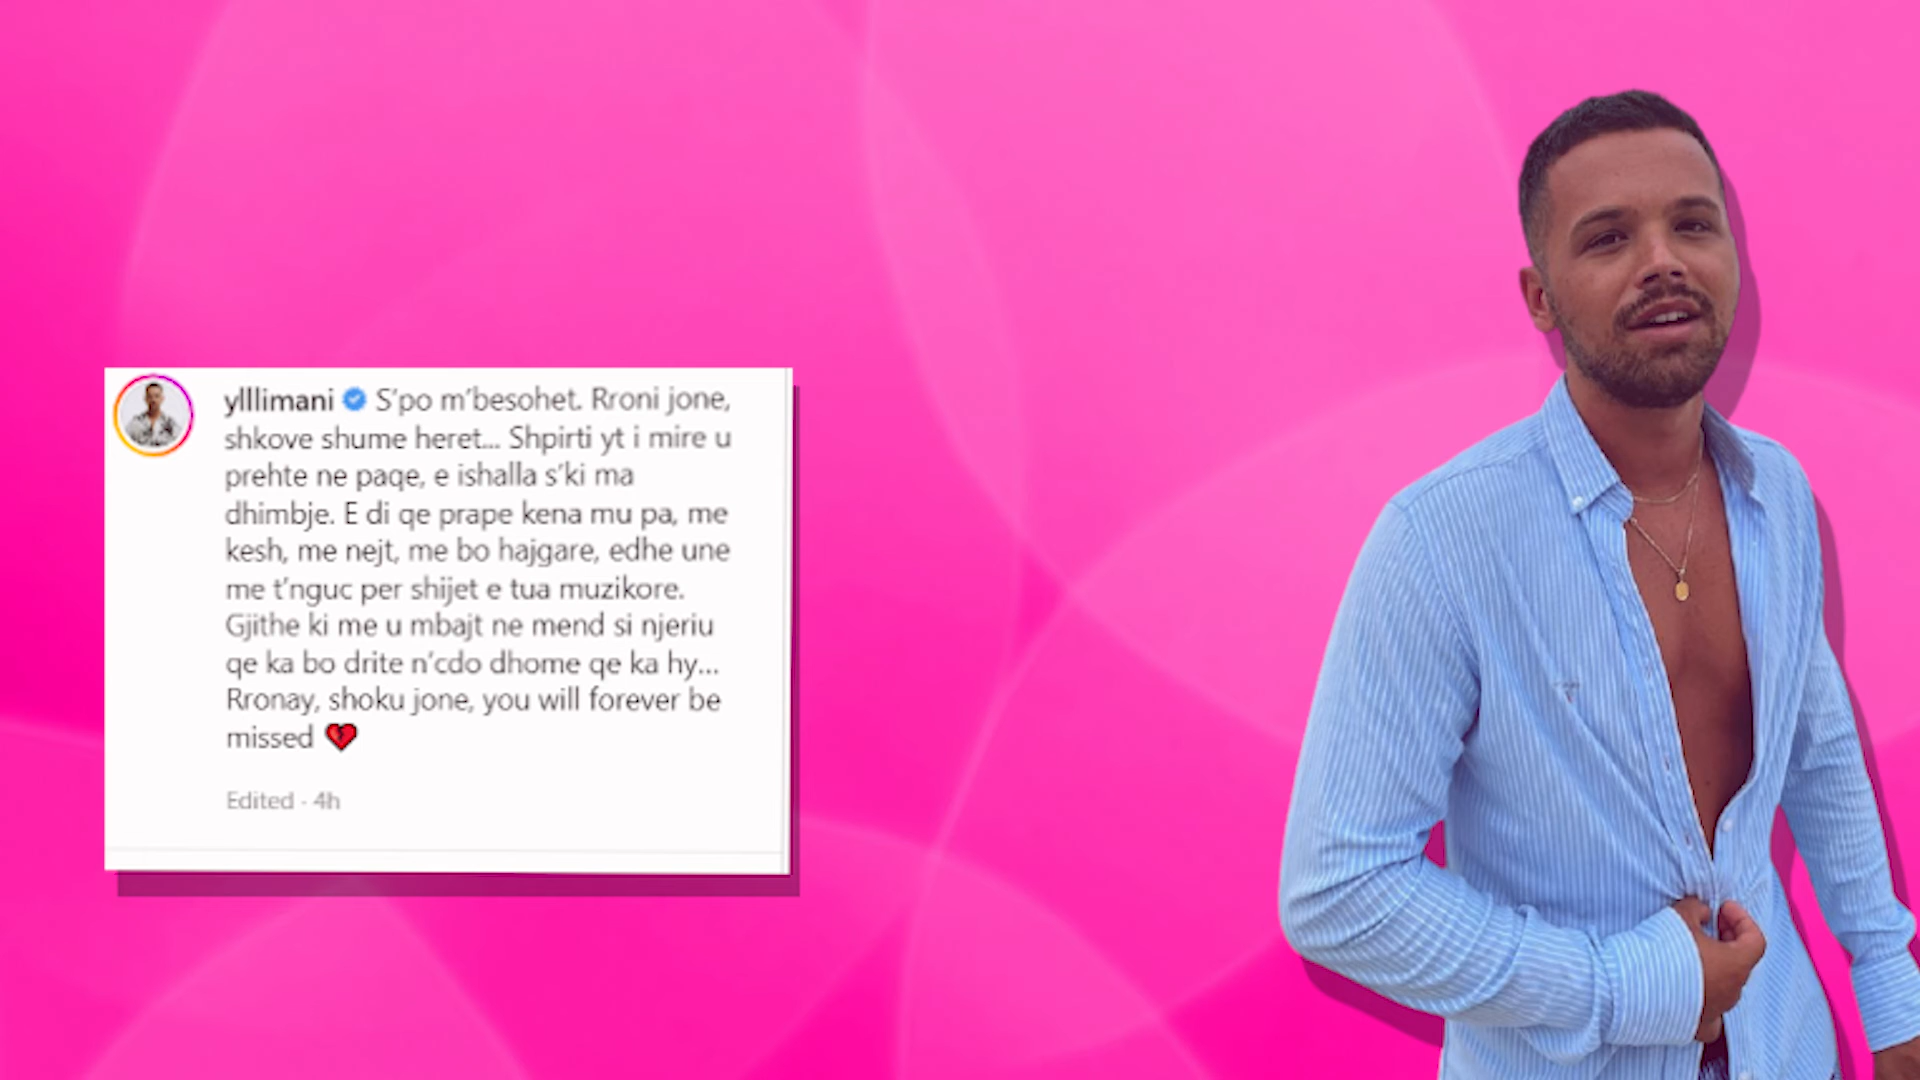 ylllimani S'po m'besohet. Rroni jone,
shkove shume heret... Shpirti yt i mire u
prehte ne paqe, e ishalla s'ki ma
dhimbje. E di qe prape kena mu pa, me
kesh, me nejt, me bo hajgare, edhe une
me t'nguc per shijet e tua muzikore.
Gjithe ki me u mbajt ne mend si njeriu
qe ka bo drite n'cdo dhome qe ka hy...
Rronay, shoku jone, you will forever be
missed 💔
Edited · 4h